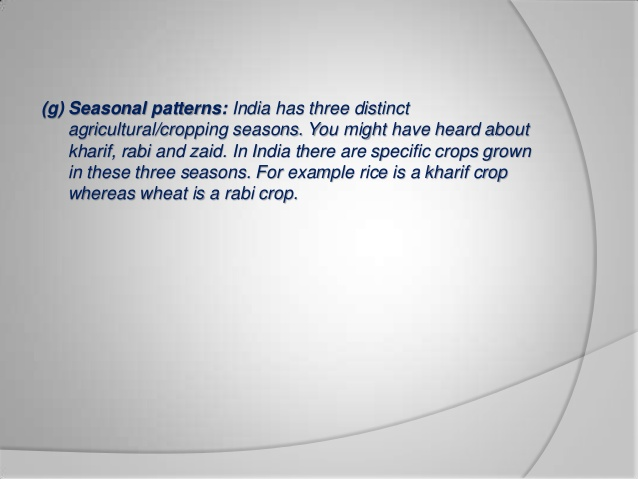 (g) Seasonal patterns: India has three distinct
agricultural/cropping seasons. You might have heard about
kharif, rabi and zaid. In India there are specific crops grown
in these three seasons. For example rice is a kharif crop
whereas wheat is a rabi crop.